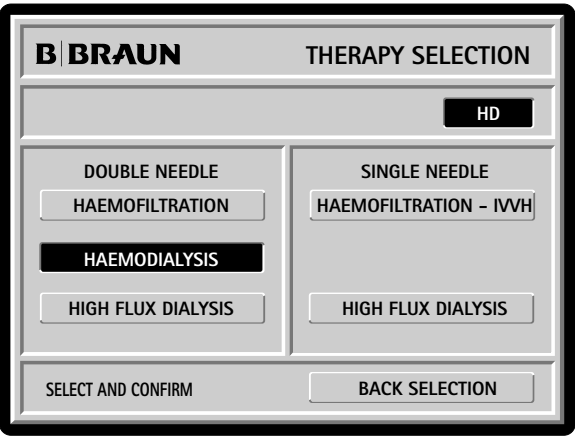 B|BRAUN THERAPY SELECTION
HD
DOUBLE NEEDLE
HAEMOFILTRATION
HAEMODIALYSIS
HIGH FLUX DIALYSIS
SINGLE NEEDLE
HAEMOFILTRATION – IVVH
HIGH FLUX DIALYSIS
SELECT AND CONFIRM
BACK SELECTION